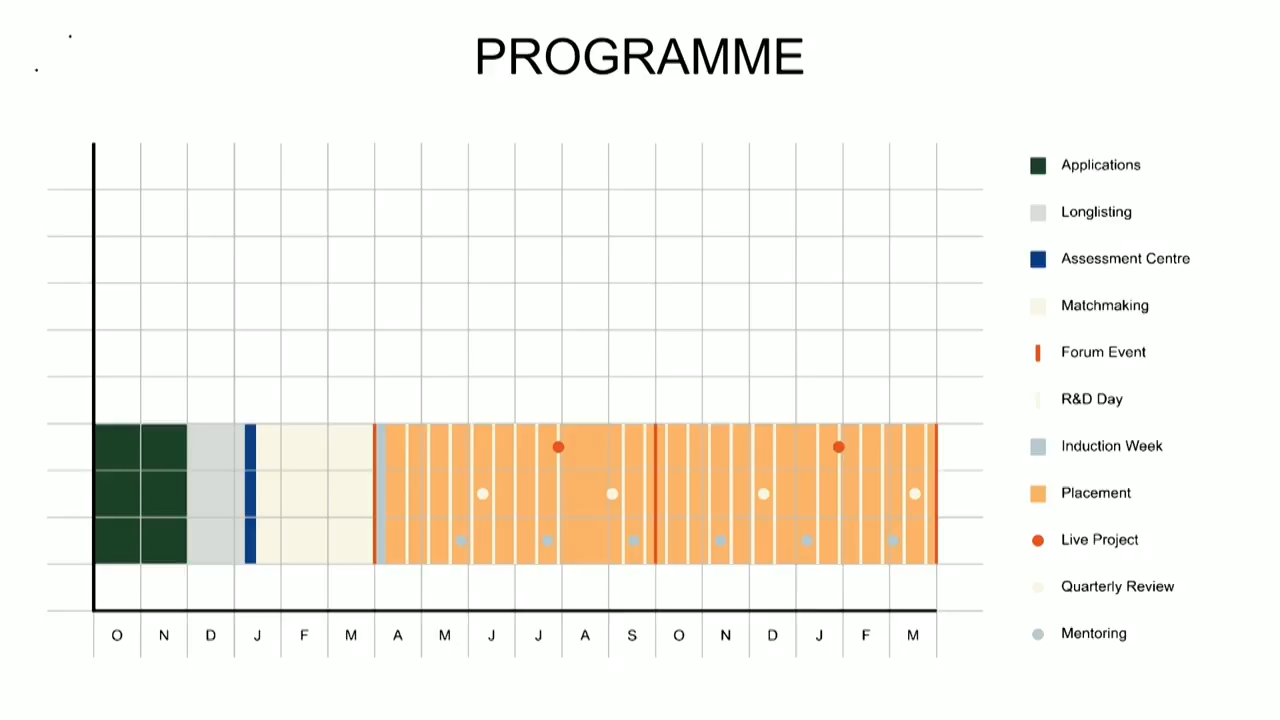 PROGRAMME
Applications
Longlisting
Assessment Centre
Matchmaking
Forum Event
R&D Day
Induction Week
Placement
Live Project
Quarterly Review
Mentoring
O N D J F M A M J J A S O N D J F M